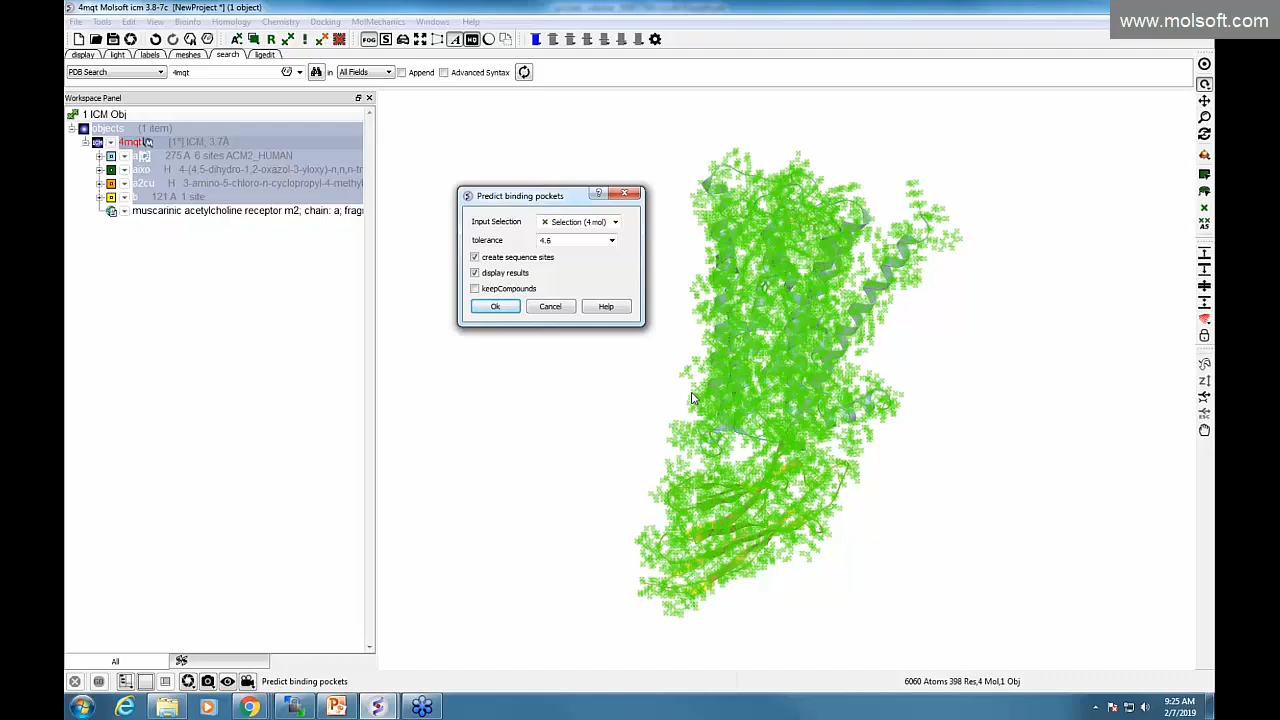 4mqt Molsoft icm 3.8-7c [NewProject *] (1 object)
www.molsoft.com
File Tools Edit View Bioinfo Homology Chemistry Docking MolMechanics Windows Help
FOG S A HD
display light labels meshes search ligedit
PDB Search 4mqt in All Fields Append Advanced Syntax
Workspace Panel
1 ICM Obj
objects (1 item)
4mqt [1°] ICM, 3.7A
275 A 6 sites ACM2_HUMAN
aixo H 4-(4,5-dihydro-1,2-oxazol-3-yloxy)-n,n,n-tr
a2cu H 3-amino-5-chloro-n-cyclopropyl-4-methyl
b 121 A 1 site
muscarinic acetylcholine receptor m2; chain: a; frag
Predict binding pockets
Input Selection Selection (4 mol)
tolerance 4.6
create sequence sites
display results
keepCompounds
Ok Cancel Help
All
Predict binding pockets
6060 Atoms 398 Res,4 Mol,1 Obj
9:25 AM
2/7/2019